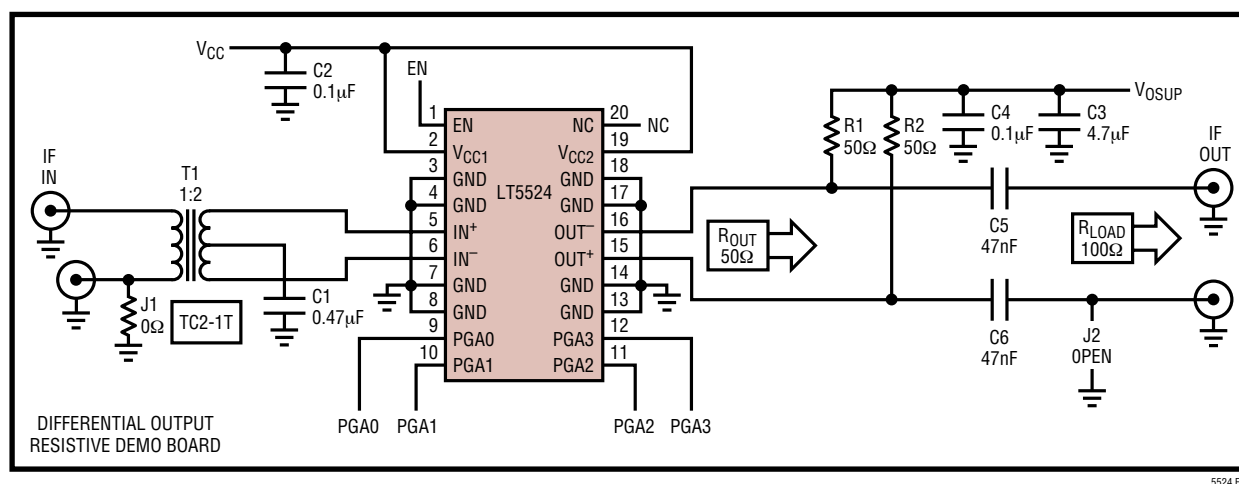 VCC
C2
0.1µF
EN
VOSUP
1
EN
2
VCC1
3
GND
4
GND
5
IN+
6
IN−
7
GND
8
GND
9
PGA0
10
PGA1
LT5524
20
NC
NC
19
VCC2
18
GND
17
GND
16
OUT−
15
OUT+
14
GND
13
GND
12
PGA3
11
PGA2
R1
50Ω
R2
50Ω
C4
0.1µF
C3
4.7µF
IF
OUT
IF
IN
T1
1:2
J1
0Ω
TC2-1T
C1
0.47µF
ROUT
50Ω
C5
47nF
RLOAD
100Ω
C6
47nF
J2
OPEN
PGA0
PGA1
PGA2
PGA3
DIFFERENTIAL OUTPUT
RESISTIVE DEMO BOARD